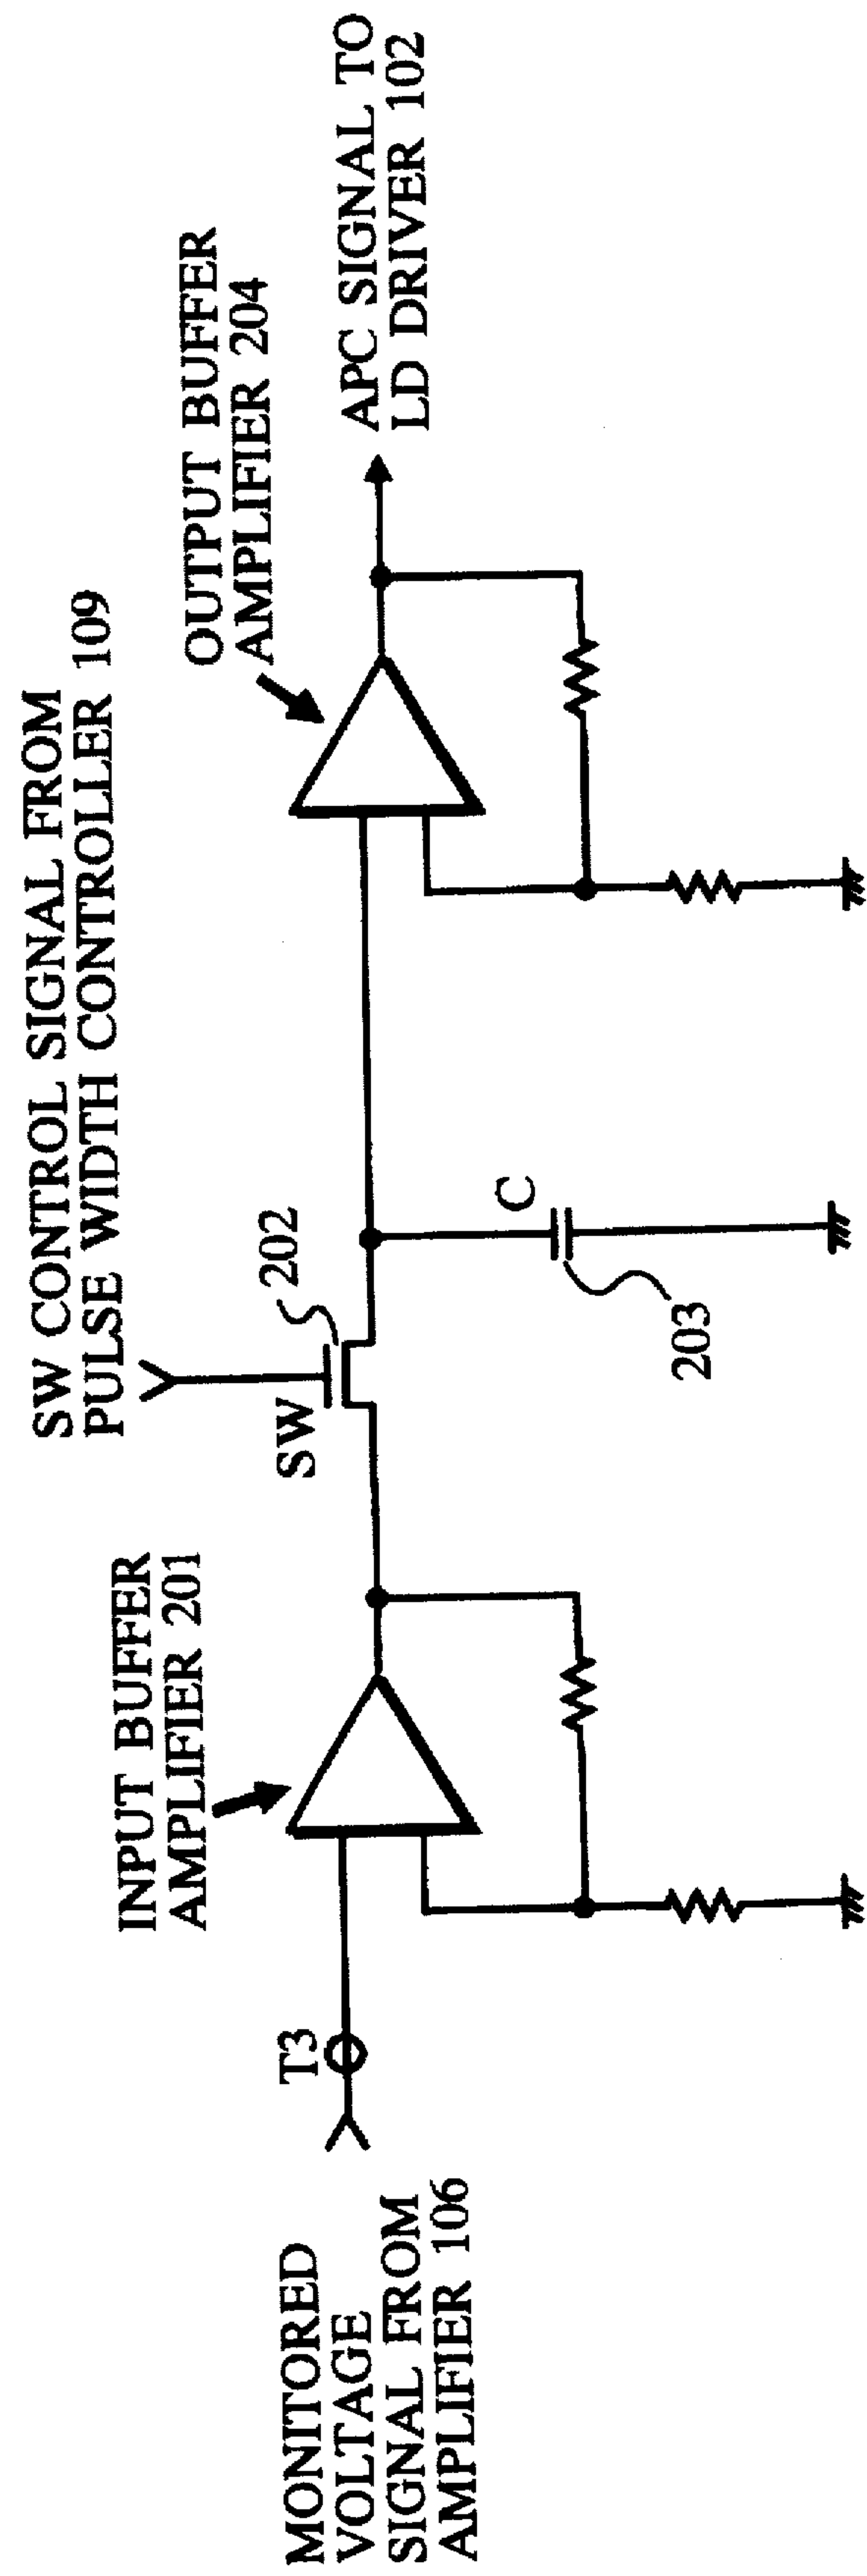 MONITORED
VOLTAGE
SIGNAL FROM
AMPLIFIER 106
T3
INPUT BUFFER
AMPLIFIER 201
SW CONTROL SIGNAL FROM
PULSE WIDTH CONTROLLER 109
SW
202
C
203
OUTPUT BUFFER
AMPLIFIER 204
APC SIGNAL TO
LD DRIVER 102